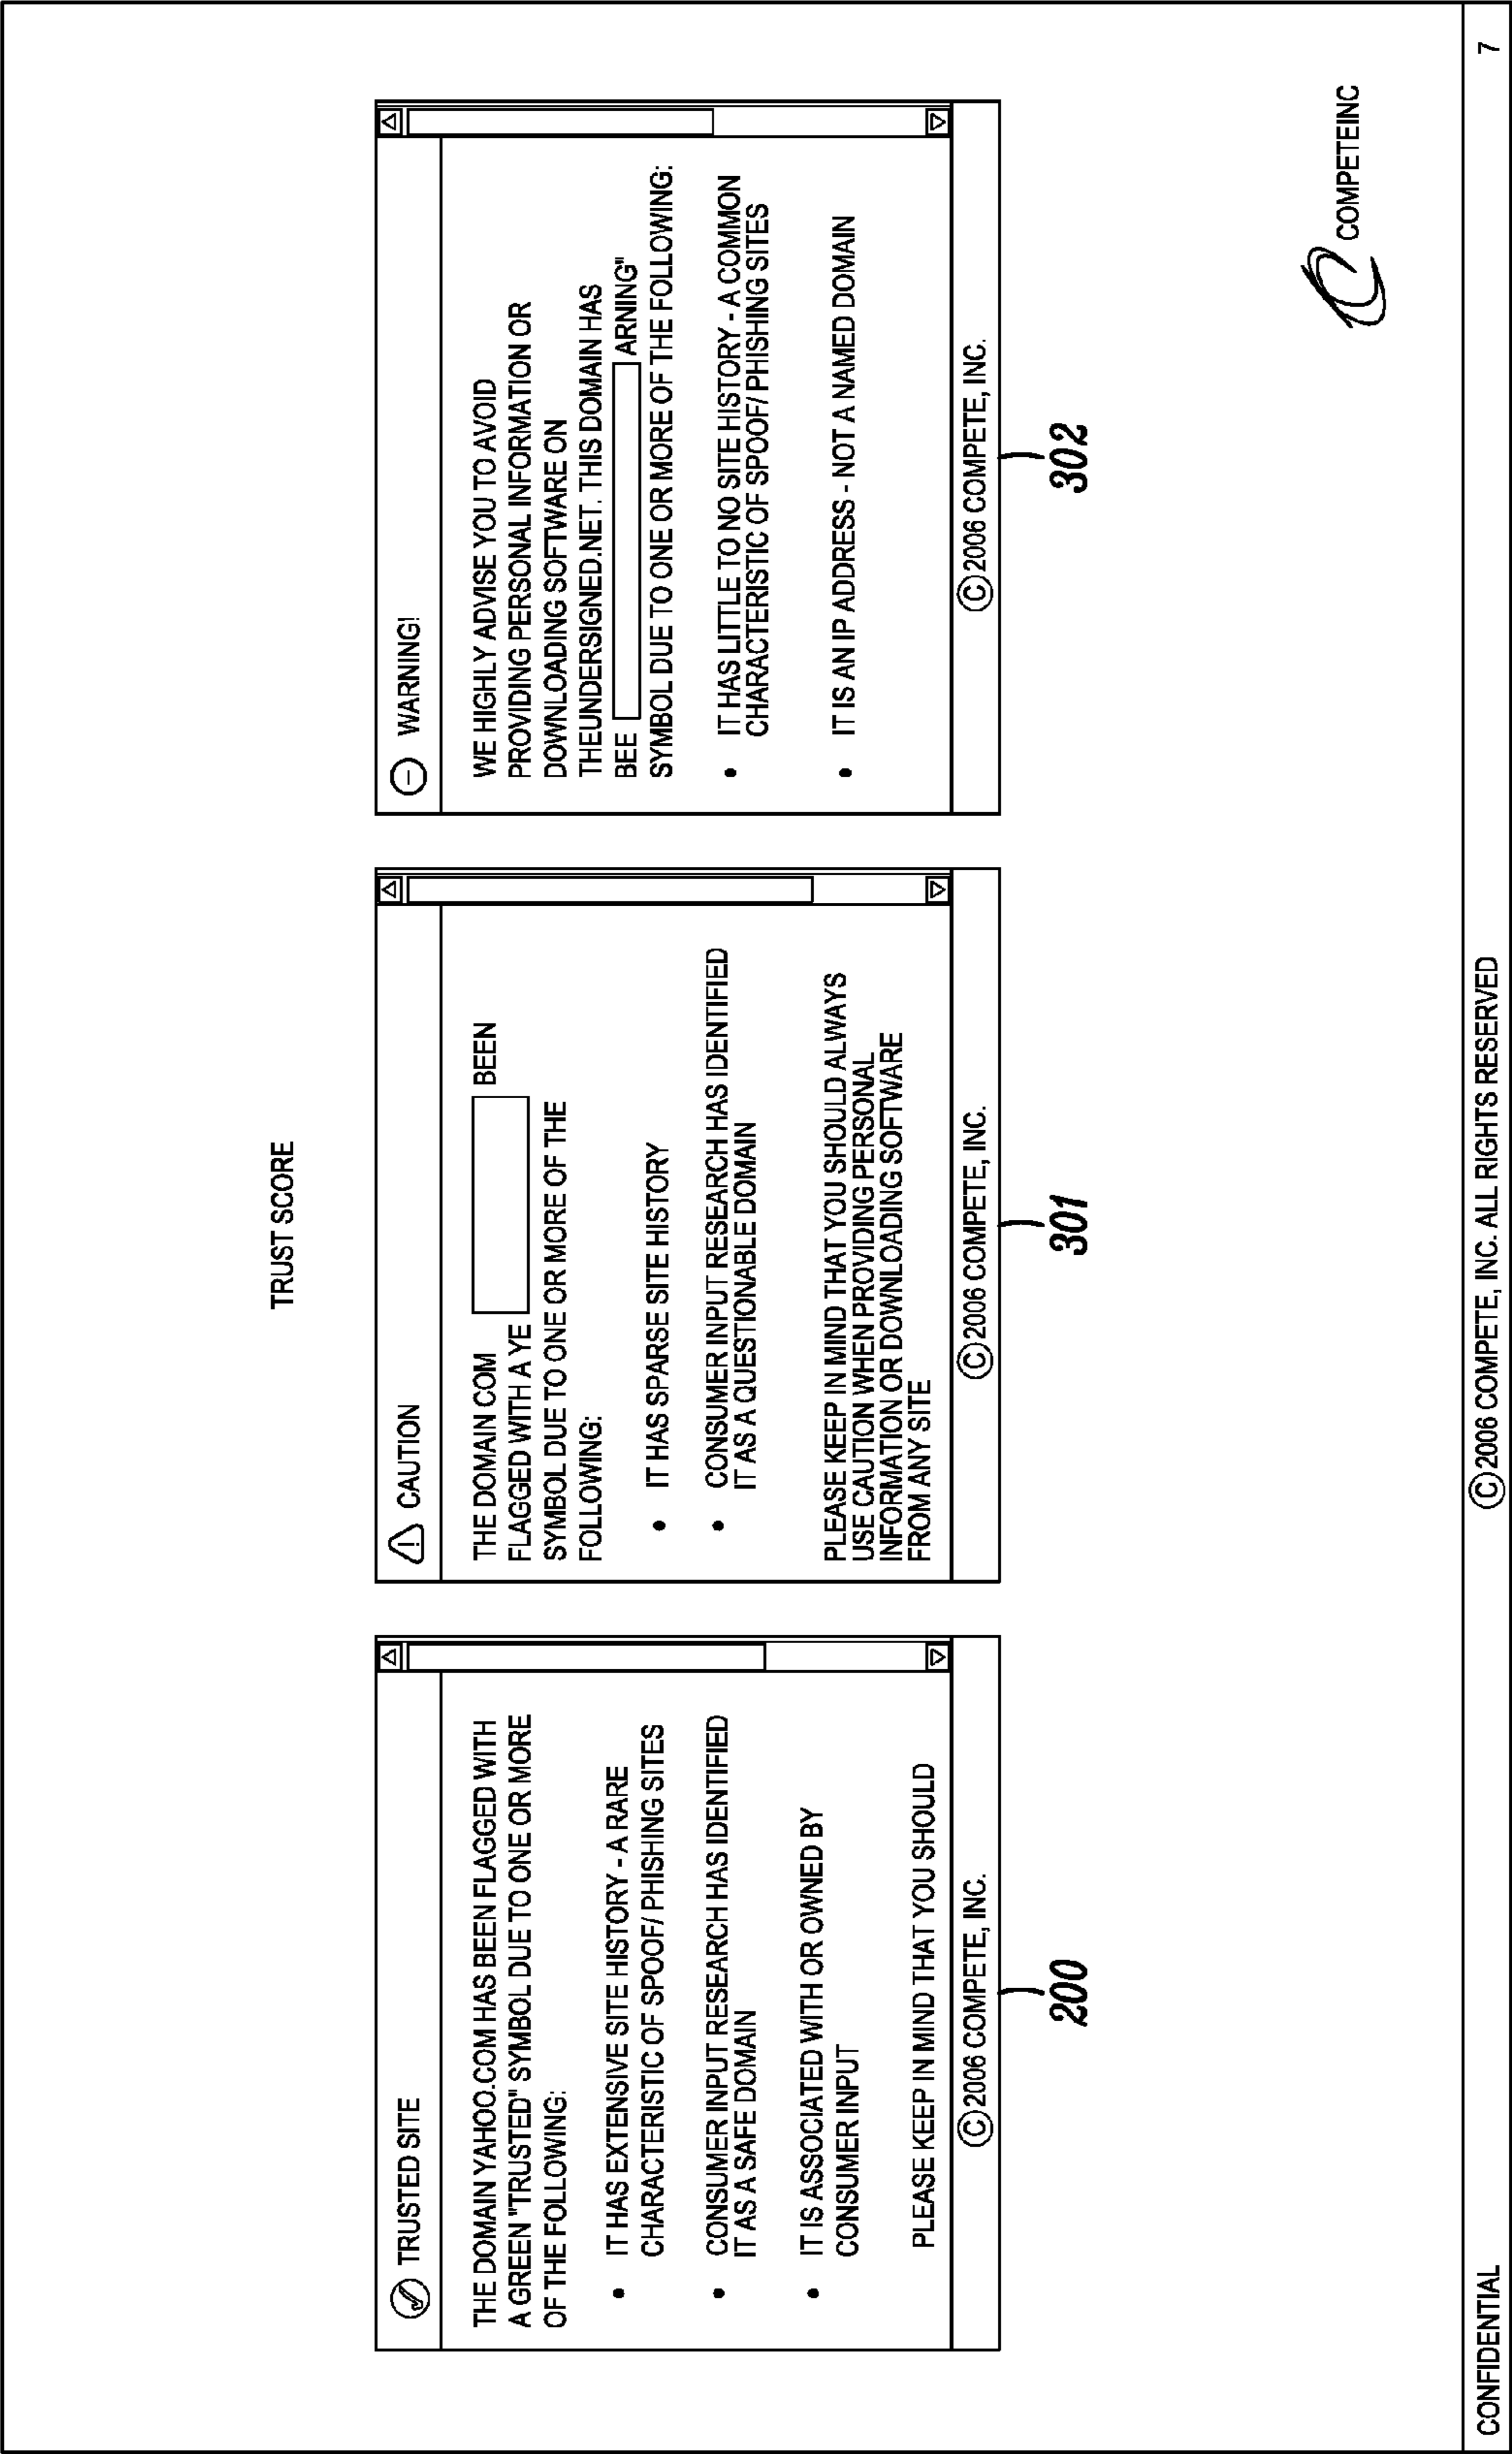 TRUST SCORE
TRUSTED SITE
THE DOMAIN YAHOO.COM HAS BEEN FLAGGED WITH
A GREEN "TRUSTED" SYMBOL DUE TO ONE OR MORE
OF THE FOLLOWING:
• IT HAS EXTENSIVE SITE HISTORY - A RARE
CHARACTERISTIC OF SPOOF/ PHISHING SITES
• CONSUMER INPUT RESEARCH HAS IDENTIFIED
IT AS A SAFE DOMAIN
• IT IS ASSOCIATED WITH OR OWNED BY
CONSUMER INPUT
PLEASE KEEP IN MIND THAT YOU SHOULD
© 2006 COMPETE, INC.
200
CAUTION
THE DOMAIN COM BEEN
FLAGGED WITH A YE
SYMBOL DUE TO ONE OR MORE OF THE
FOLLOWING:
• IT HAS SPARSE SITE HISTORY
• CONSUMER INPUT RESEARCH HAS IDENTIFIED
IT AS A QUESTIONABLE DOMAIN
PLEASE KEEP IN MIND THAT YOU SHOULD ALWAYS
USE CAUTION WHEN PROVIDING PERSONAL
INFORMATION OR DOWNLOADING SOFTWARE
FROM ANY SITE
© 2006 COMPETE, INC.
301
WARNING!
WE HIGHLY ADVISE YOU TO AVOID
PROVIDING PERSONAL INFORMATION OR
DOWNLOADING SOFTWARE ON
THEUNDERSIGNED.NET. THIS DOMAIN HAS
BEE ARNING"
SYMBOL DUE TO ONE OR MORE OF THE FOLLOWING:
• IT HAS LITTLE TO NO SITE HISTORY - A COMMON
CHARACTERISTIC OF SPOOF/ PHISHING SITES
• IT IS AN IP ADDRESS - NOT A NAMED DOMAIN
© 2006 COMPETE, INC.
302
COMPETEINC
CONFIDENTIAL
© 2006 COMPETE, INC. ALL RIGHTS RESERVED
7